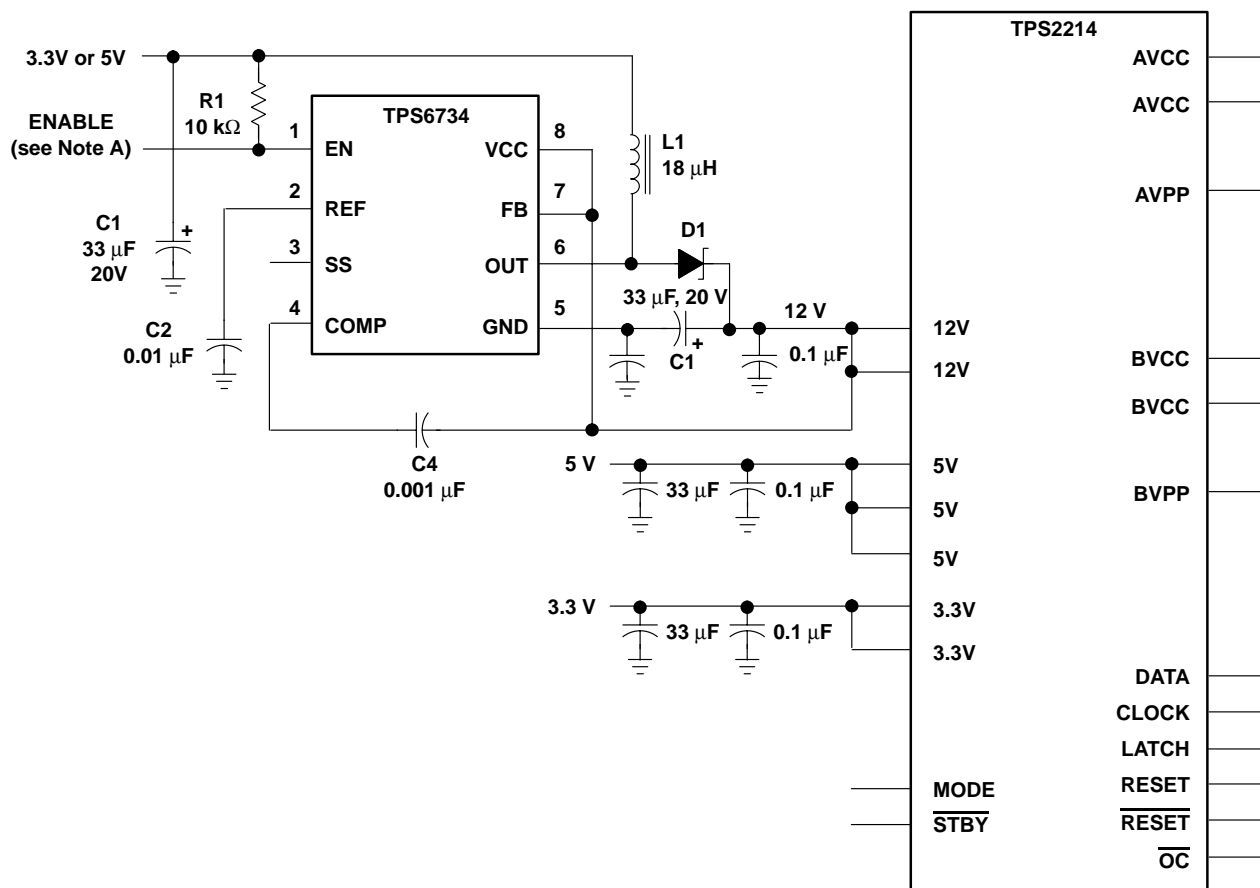 TPS2214
3.3V or 5V
ENABLE
(see Note A)
R1
10 kΩ
C1
33 μF
20V
+
C2
0.01 μF
TPS6734
1
EN
2
REF
3
SS
4
COMP
8
VCC
7
FB
6
OUT
5
GND
L1
18 μH
D1
33 μF, 20 V
+
C1
12 V
0.1 μF
C4
0.001 μF
5 V
33 μF
0.1 μF
3.3 V
33 μF
0.1 μF
12V
12V
5V
5V
5V
3.3V
3.3V
MODE
STBY
AVCC
AVCC
AVPP
BVCC
BVCC
BVPP
DATA
CLOCK
LATCH
RESET
RESET
OC